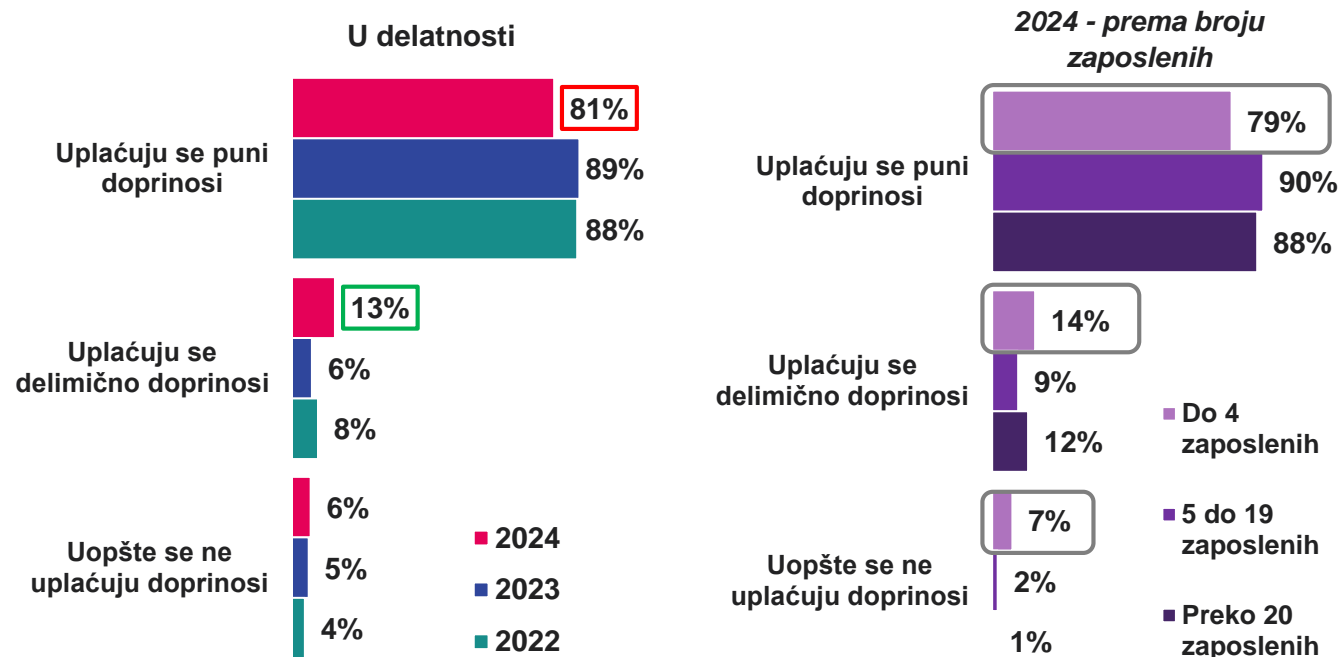 U delatnosti
81%
Uplaćuju se puni
doprinosi
89%
88%
13%
Uplaćuju se
delimično doprinosi
6%
8%
6%
Uopšte se ne
uplaćuju doprinosi
5%
4%
2024
2023
2022
2024 - prema broju
zaposlenih
79%
Uplaćuju se puni
doprinosi
90%
88%
14%
Uplaćuju se
delimično doprinosi
9%
12%
7%
Uopšte se ne
uplaćuju doprinosi
2%
1%
Do 4
zaposlenih
5 do 19
zaposlenih
Preko 20
zaposlenih